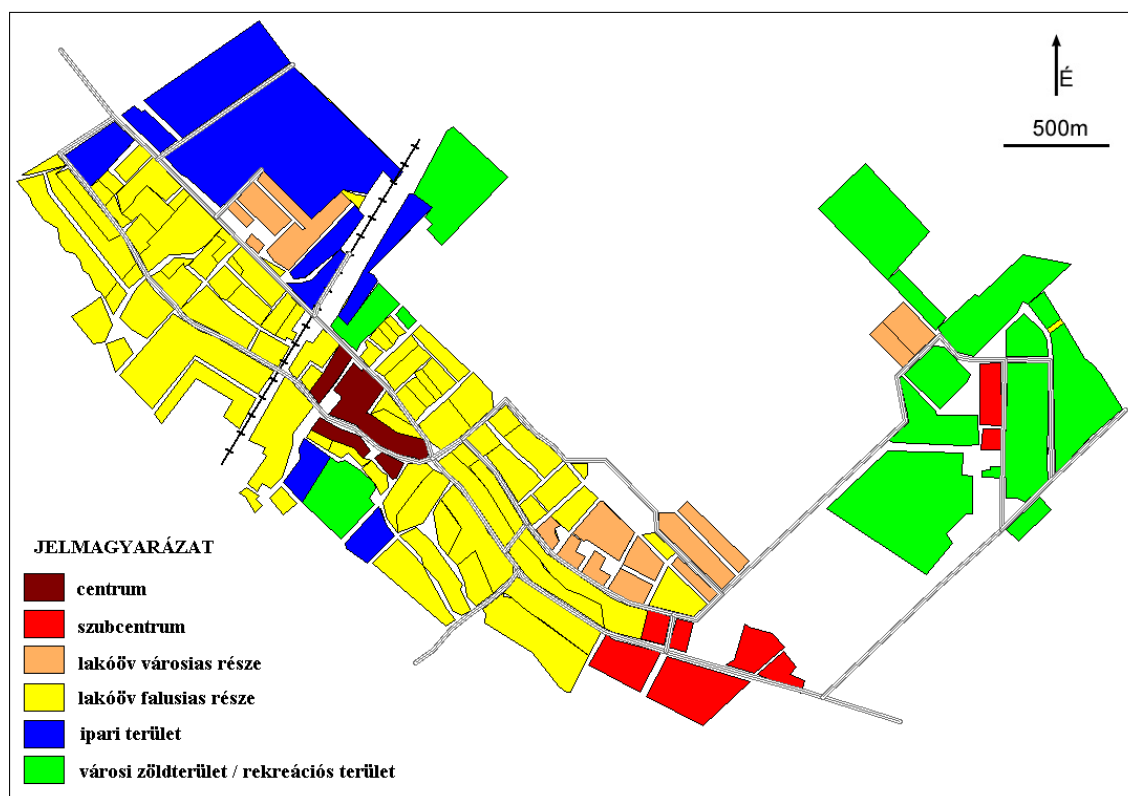 É
500m
JELMAGYARÁZAT
centrum
szubcentrum
lakóöv városias része
lakóöv falusias része
ipari terület
városi zöldterület / rekreációs terület